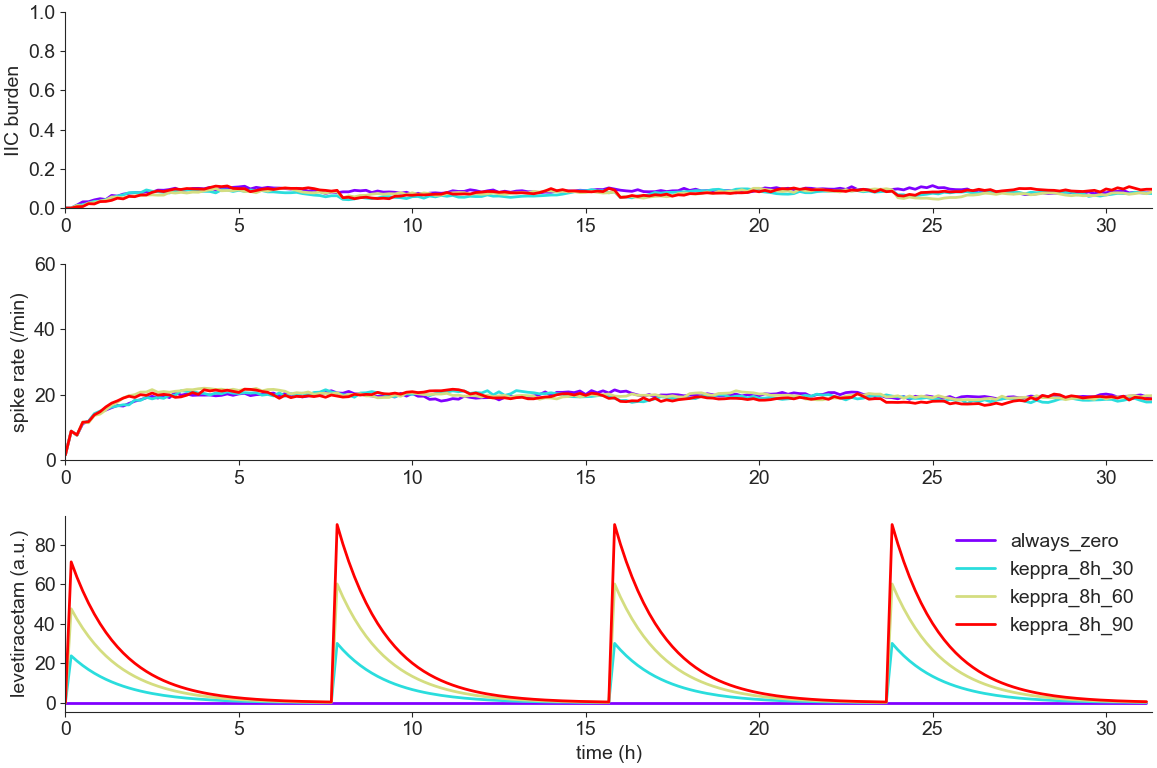 1.0
0.8
0.6
0.4
0.2
0.0
IIC burden
0 5 10 15 20 25 30
60
40
20
0
spike rate (/min)
0 5 10 15 20 25 30
80
60
40
20
0
levetiracetam (a.u.)
always_zero
keppra_8h_30
keppra_8h_60
keppra_8h_90
0 5 10 15 20 25 30
time (h)